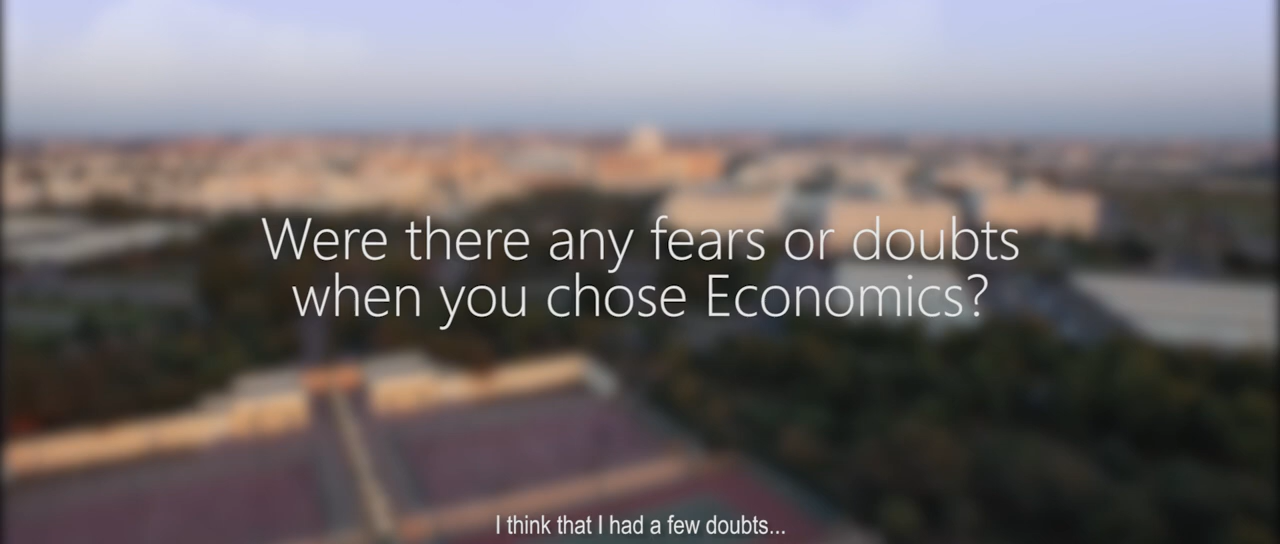 Were there any fears or doubts
when you chose Economics?
I think that I had a few doubts...